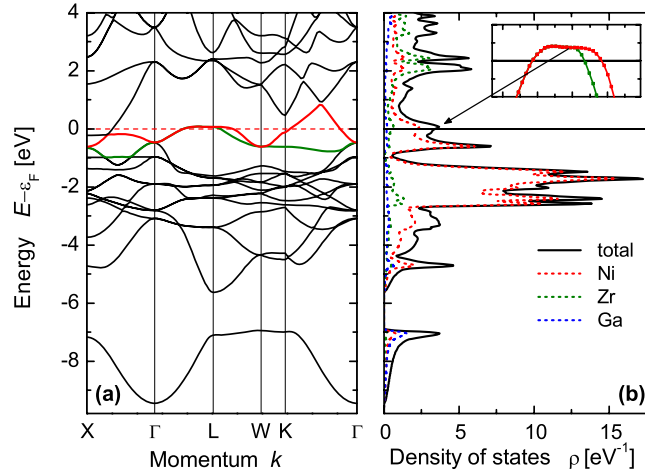 4
2
0
-2
-4
-6
-8
Energy E-εF [eV]
(a)
X Γ L W K Γ
Momentum k
total
Ni
Zr
Ga
(b)
0 5 10 15
Density of states ρ [eV⁻¹]